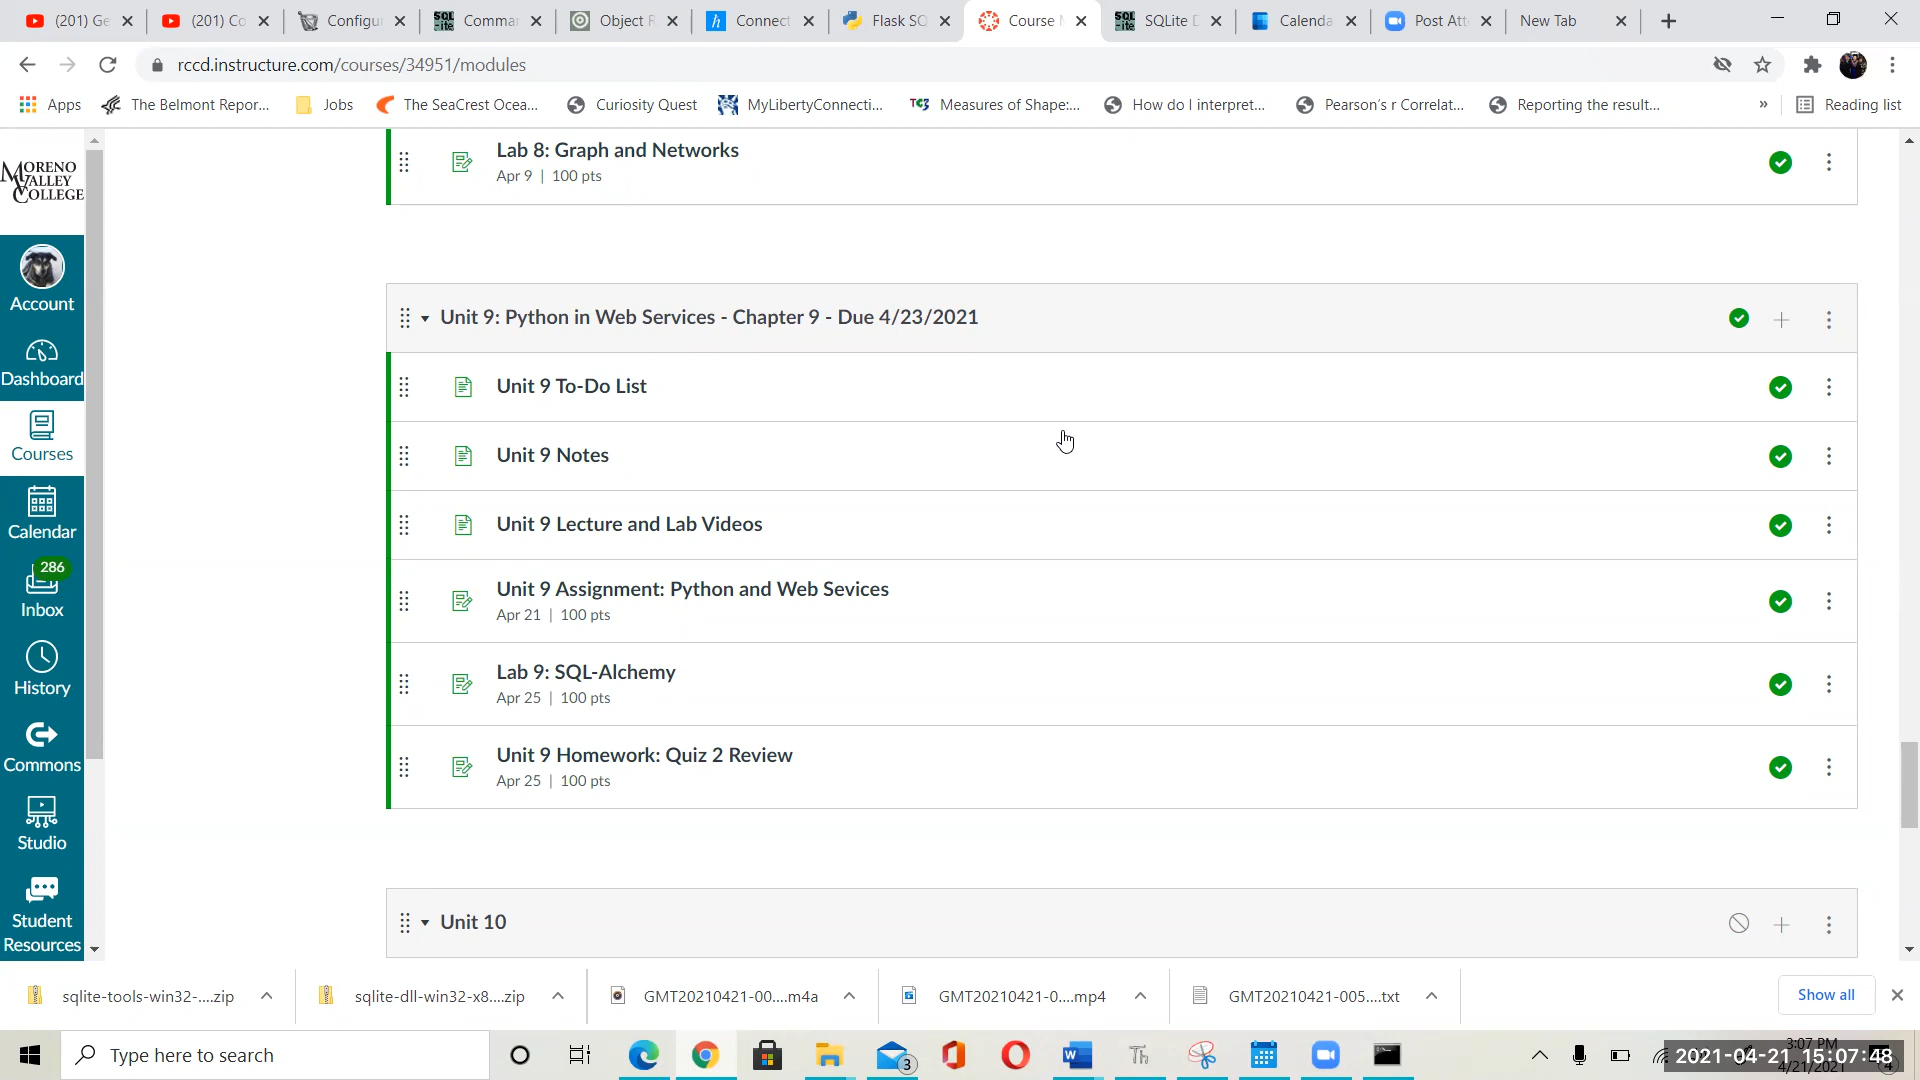 (201) Ge
(201) Co
Configu
Comma
Object R
Connect
Flask SQ
Course M
SQLite D
Calenda
Post Att
New Tab
rccd.instructure.com/courses/34951/modules
Apps
The Belmont Repor...
Jobs
The SeaCrest Ocea...
Curiosity Quest
MyLibertyConnecti...
Measures of Shape:...
How do I interpret...
Pearson's r Correlat...
Reporting the result...
»
Reading list
MORENO
VALLEY
COLLEGE
Account
Dashboard
Courses
Calendar
286
Inbox
History
Commons
Studio
Student
Resources
Lab 8: Graph and Networks
Apr 9 | 100 pts
Unit 9: Python in Web Services - Chapter 9 - Due 4/23/2021
Unit 9 To-Do List
Unit 9 Notes
Unit 9 Lecture and Lab Videos
Unit 9 Assignment: Python and Web Sevices
Apr 21 | 100 pts
Lab 9: SQL-Alchemy
Apr 25 | 100 pts
Unit 9 Homework: Quiz 2 Review
Apr 25 | 100 pts
Unit 10
sqlite-tools-win32-....zip
sqlite-dll-win32-x8....zip
GMT20210421-00....m4a
GMT20210421-0....mp4
GMT20210421-005....txt
Show all
Type here to search
3
Th
3:07 PM
2021-04-21 15:07:48